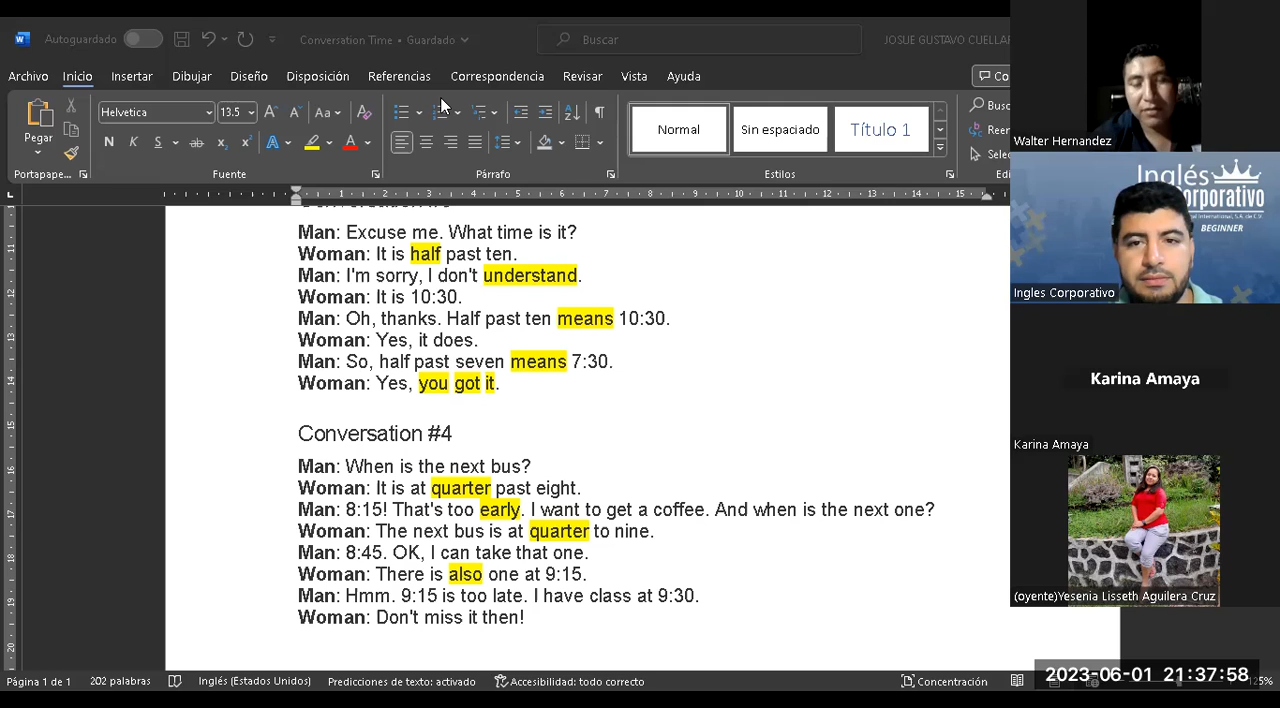 Autoguardado
Conversation Time • Guardado
Buscar
JOSUE GUSTAVO CUELLAR
Archivo Inicio Insertar Dibujar Diseño Disposición Referencias Correspondencia Revisar Vista Ayuda
Pegar
Helvetica 13.5
Normal
Sin espaciado
Título 1
Portapape...
Fuente
Párrafo
Estilos
Man: Excuse me. What time is it?
Woman: It is half past ten.
Man: I'm sorry, I don't understand.
Woman: It is 10:30.
Man: Oh, thanks. Half past ten means 10:30.
Woman: Yes, it does.
Man: So, half past seven means 7:30.
Woman: Yes, you got it.
Conversation #4
Man: When is the next bus?
Woman: It is at quarter past eight.
Man: 8:15! That's too early. I want to get a coffee. And when is the next one?
Woman: The next bus is at quarter to nine.
Man: 8:45. OK, I can take that one.
Woman: There is also one at 9:15.
Man: Hmm. 9:15 is too late. I have class at 9:30.
Woman: Don't miss it then!
Página 1 de 1
202 palabras
Inglés (Estados Unidos)
Predicciones de texto: activado
Accesibilidad: todo correcto
Concentración
125%
Walter Hernandez
Inglés
BEGINNER
Ingles Corporativo
Karina Amaya
Karina Amaya
(oyente)Yesenia Lisseth Aguilera Cruz
2023-06-01 21:37:58